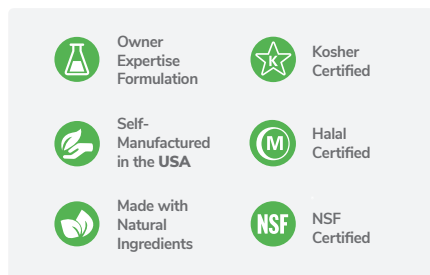 Owner
Expertise
Formulation
K
Kosher
Certified
Self-
Manufactured
in the USA
M
Halal
Certified
Made with
Natural
Ingredients
NSF
NSF
Certified